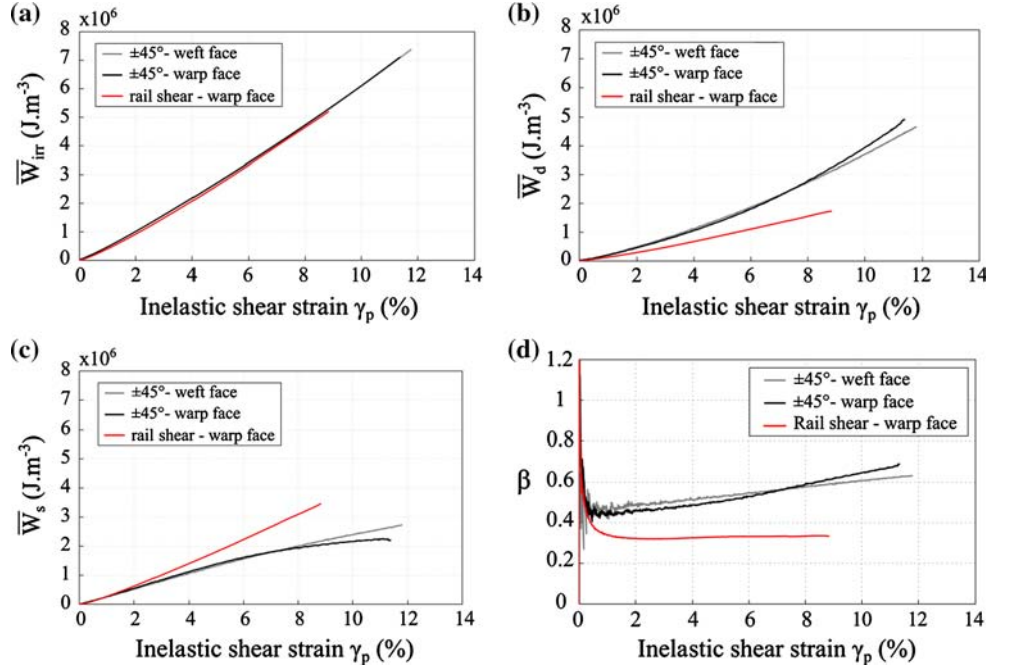 (a)
x10⁶
8
7
6
5
4
3
2
1
0
W̅irr (J.m⁻³)
±45°- weft face
±45°- warp face
rail shear - warp face
0 2 4 6 8 10 12 14
Inelastic shear strain γp (%)
(b)
x10⁶
8
7
6
5
4
3
2
1
0
W̅d (J.m⁻³)
±45°- weft face
±45°- warp face
rail shear - warp face
0 2 4 6 8 10 12 14
Inelastic shear strain γp (%)
(c)
x10⁶
8
7
6
5
4
3
2
1
0
W̅s (J.m⁻³)
±45°- weft face
±45°- warp face
rail shear - warp face
0 2 4 6 8 10 12 14
Inelastic shear strain γp (%)
(d)
1.2
1
0.8
0.6
0.4
0.2
0
β
±45°- weft face
±45°- warp face
Rail shear - warp face
0 2 4 6 8 10 12 14
Inelastic shear strain γp (%)